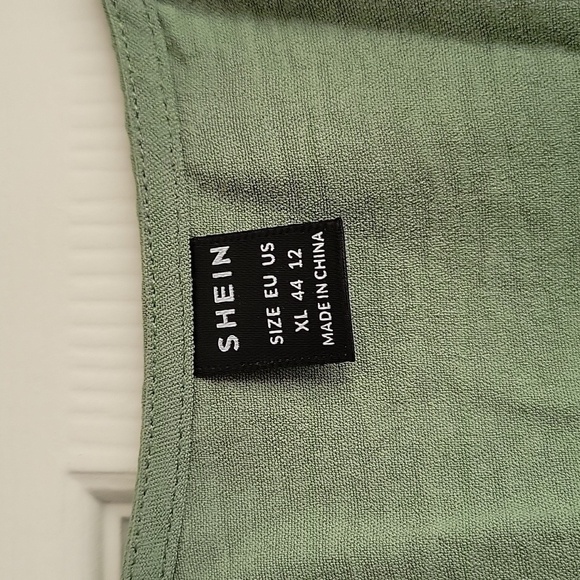 SHEIN
SIZE EU US
XL 44 12
MADE IN CHINA